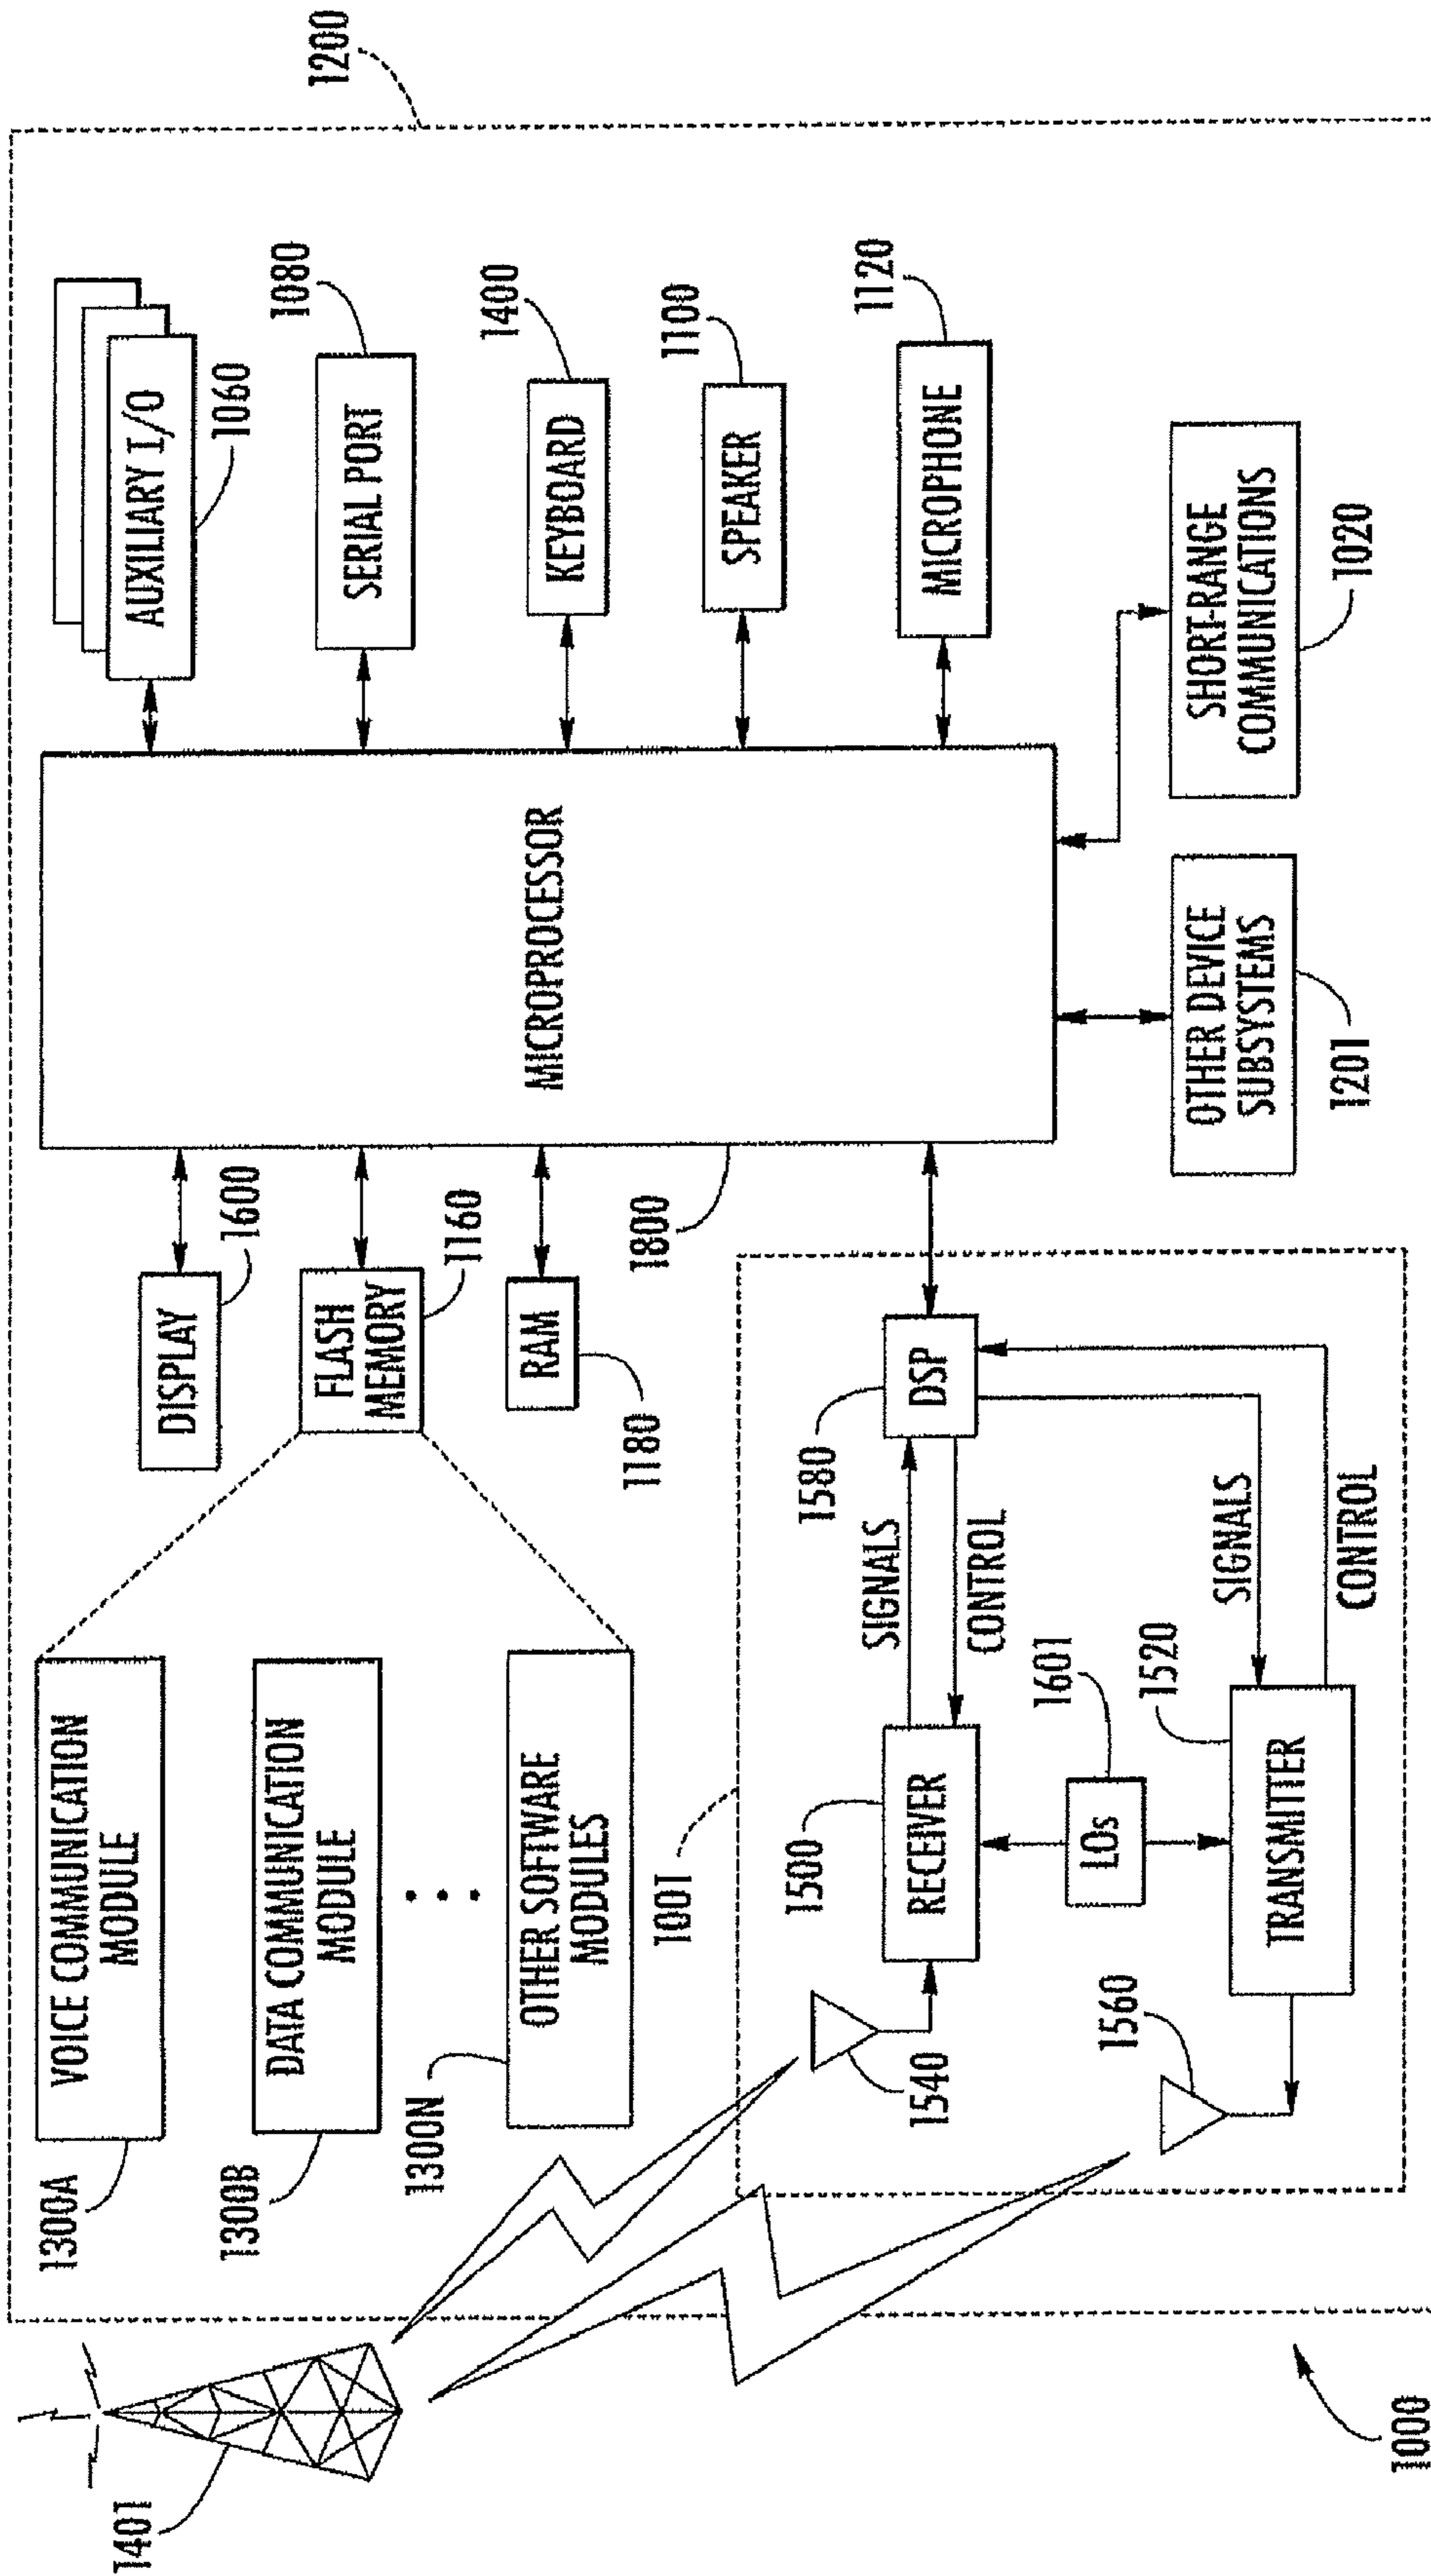 1401
1300A
VOICE COMMUNICATION
MODULE
1300B
DATA COMMUNICATION
MODULE
1300N
OTHER SOFTWARE
MODULES
DISPLAY
1600
FLASH
MEMORY
1160
RAM
1180
1800
MICROPROCESSOR
AUXILIARY I/O
1060
SERIAL PORT
1080
KEYBOARD
1400
SPEAKER
1100
MICROPHONE
1120
1200
1001
1540
1500
RECEIVER
SIGNALS
CONTROL
1580
DSP
LOs
1601
1560
1520
TRANSMITTER
SIGNALS
CONTROL
OTHER DEVICE
SUBSYSTEMS
1201
SHORT-RANGE
COMMUNICATIONS
1020
1000